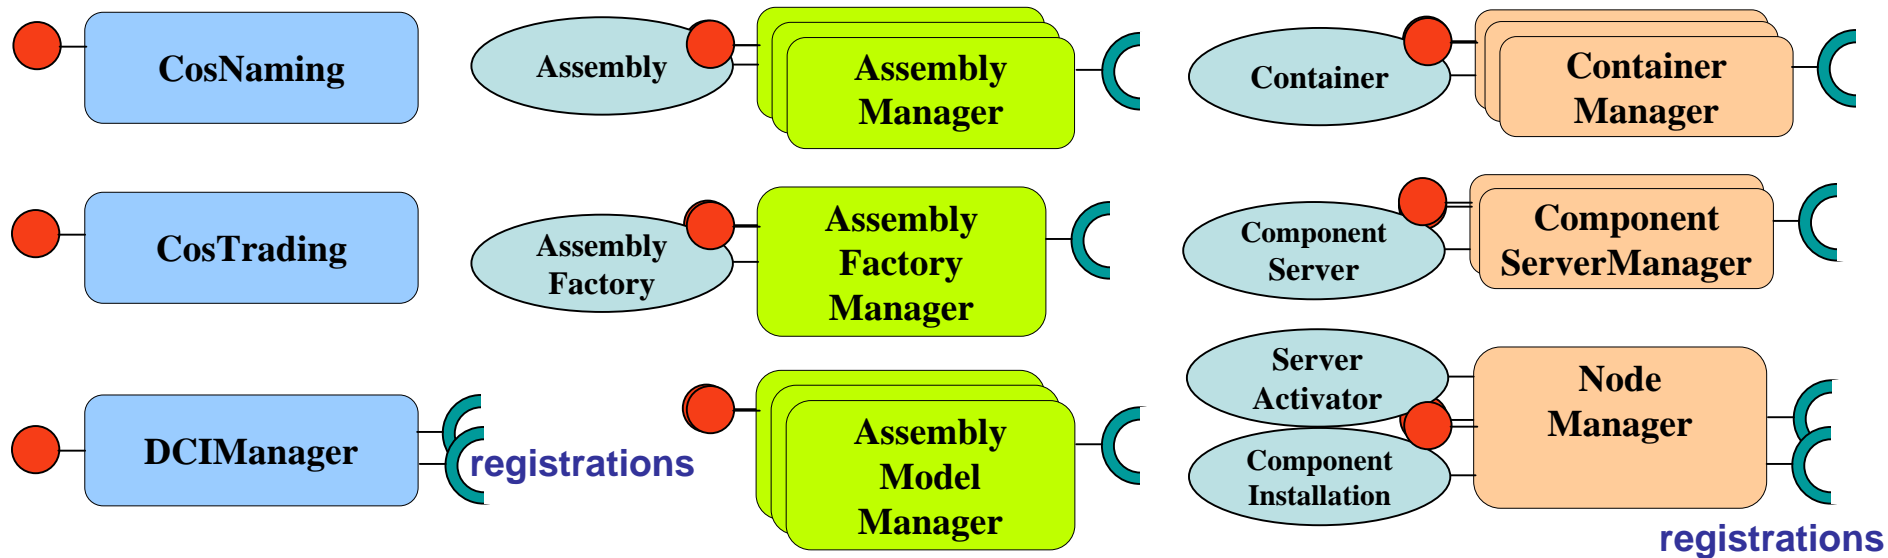 CosNaming
Assembly
Assembly
Manager
Container
Container
Manager
CosTrading
Assembly
Factory
Assembly
Factory
Manager
Component
Server
Component
ServerManager
DCIManager
registrations
Assembly
Model
Manager
Server
Activator
Component
Installation
Node
Manager
registrations